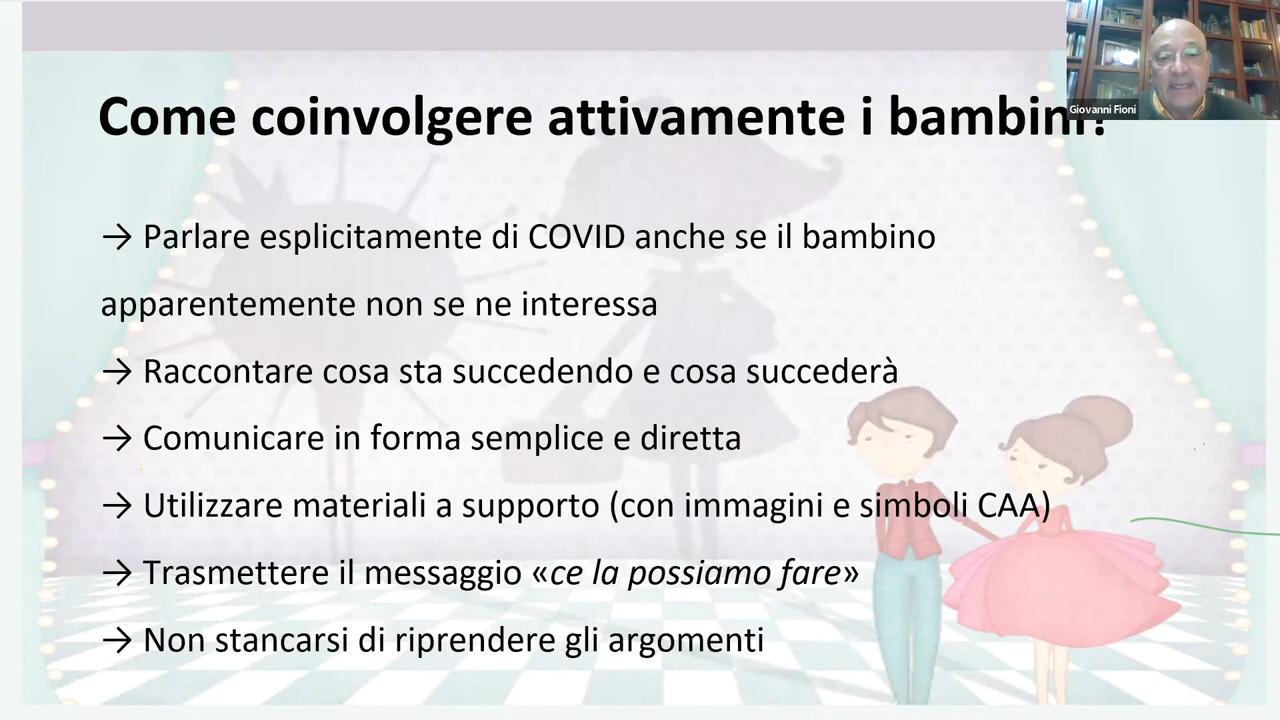 Come coinvolgere attivamente i bambini?
Giovanni Fioni
→ Parlare esplicitamente di COVID anche se il bambino
apparentemente non se ne interessa
→ Raccontare cosa sta succedendo e cosa succederà
→ Comunicare in forma semplice e diretta
→ Utilizzare materiali a supporto (con immagini e simboli CAA)
→ Trasmettere il messaggio «ce la possiamo fare»
→ Non stancarsi di riprendere gli argomenti